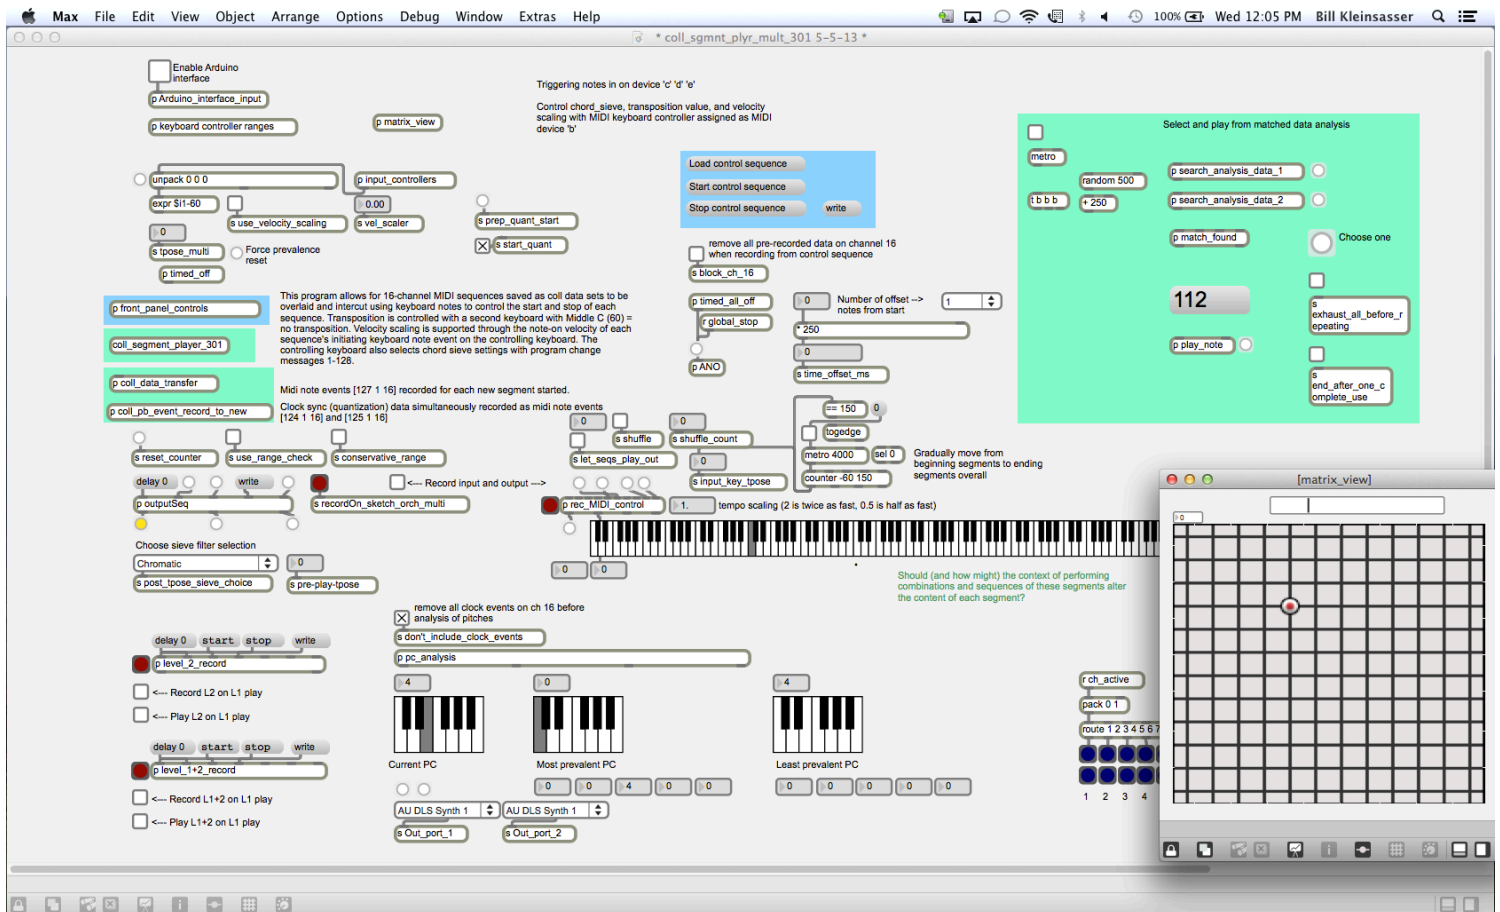 Max File Edit View Object Arrange Options Debug Window Extras Help
100% Wed 12:05 PM Bill Kleinsasser
* coll_sgmnt_plyr_mult_301 5-5-13 *
Enable Arduino
interface
p Arduino_interface_input
p keyboard controller ranges
p matrix_view
Triggering notes in on device 'c' 'd' 'e'
Control chord_sieve, transposition value, and velocity
scaling with MIDI keyboard controller assigned as MIDI
device 'b'
unpack 0 0 0
p input_controllers
expr $i1-60
0.00
s use_velocity_scaling
s vel_scaler
0
s tpose_multi
Force prevalence
reset
p timed_off
s prep_quant_start
s start_quant
Load control sequence
Start control sequence
Stop control sequence
write
remove all pre-recorded data on channel 16
when recording from control sequence
s block_ch_16
p timed_all_off
r global_stop
p ANO
0
Number of offset -->
notes from start
1
* 250
0
s time_offset_ms
Select and play from matched data analysis
metro
random 500
t b b b
+ 250
p search_analysis_data_1
p search_analysis_data_2
p match_found
Choose one
112
s
exhaust_all_before_r
epeating
p play_note
s
end_after_one_c
omplete_use
p front_panel_controls
coll_segment_player_301
p coll_data_transfer
p coll_pb_event_record_to_new
This program allows for 16-channel MIDI sequences saved as coll data sets to be
overlaid and intercut using keyboard notes to control the start and stop of each
sequence. Transposition is controlled with a second keyboard with Middle C (60) =
no transposition. Velocity scaling is supported through the note-on velocity of each
sequence's initiating keyboard note event on the controlling keyboard. The
controlling keyboard also selects chord sieve settings with program change
messages 1-128.
Midi note events [127 1 16] recorded for each new segment started.
Clock sync (quantization) data simultaneously recorded as midi note events
[124 1 16] and [125 1 16]
s reset_counter
s use_range_check
s conservative_range
0
s shuffle
0
s shuffle_count
s let_seqs_play_out
0
s input_key_tpose
== 150
0
togedge
metro 4000
sel 0
counter -60 150
Gradually move from
beginning segments to ending
segments overall
delay 0
write
<--- Record input and output --->
p outputSeq
s recordOn_sketch_orch_multi
p rec_MIDI_control
1.
tempo scaling (2 is twice as fast, 0.5 is half as fast)
Choose sieve filter selection
Chromatic
0
s post_tpose_sieve_choice
s pre-play-tpose
0
0
Should (and how might) the context of performing
combinations and sequences of these segments alter
the content of each segment?
remove all clock events on ch 16 before
analysis of pitches
s don't_include_clock_events
p pc_analysis
delay 0 start stop write
p level_2_record
<--- Record L2 on L1 play
<--- Play L2 on L1 play
delay 0 start stop write
p level_1+2_record
<--- Record L1+2 on L1 play
<--- Play L1+2 on L1 play
4
0
4
Current PC
Most prevalent PC
Least prevalent PC
0 0 4 0 0
0 0 0 0 0
AU DLS Synth 1
AU DLS Synth 1
s Out_port_1
s Out_port_2
r ch_active
pack 0 1
route 1 2 3 4 5 6 7
1 2 3 4
[matrix_view]
0